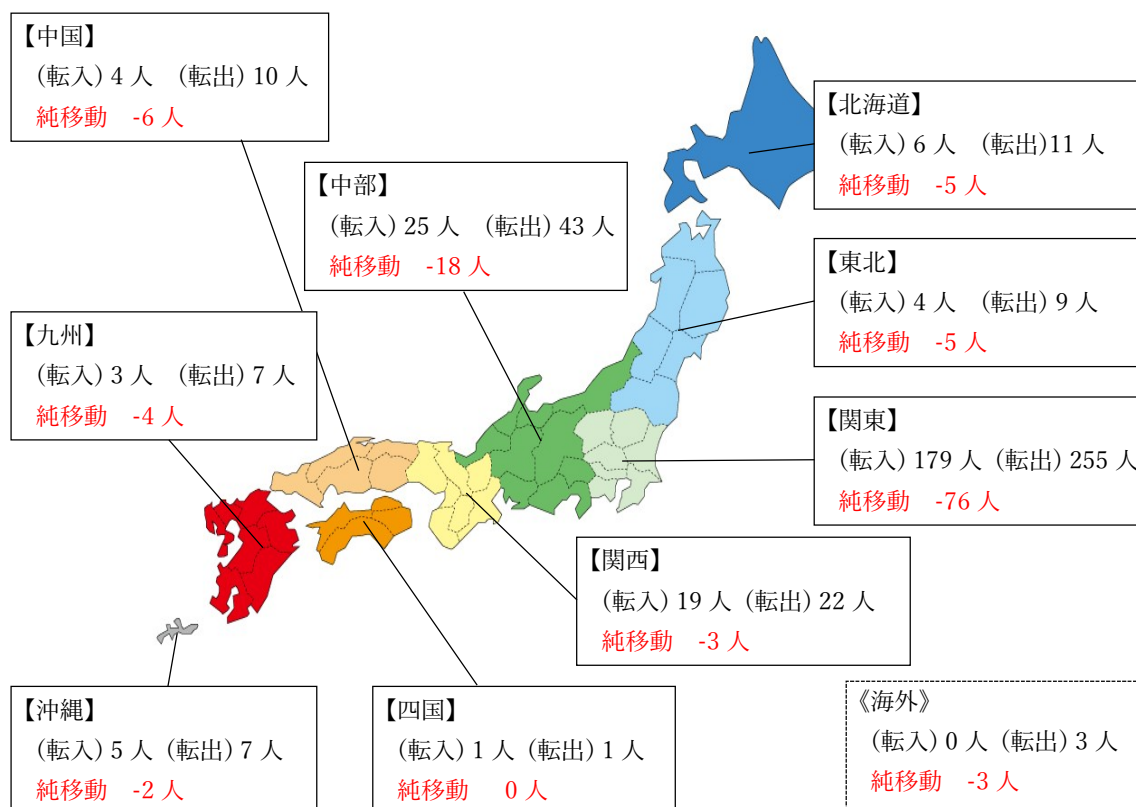 【中国】
(転入) 4 人　(転出) 10 人
純移動　-6 人
【北海道】
(転入) 6 人　(転出)11 人
純移動　-5 人
【中部】
(転入) 25 人　(転出) 43 人
純移動　-18 人
【東北】
(転入) 4 人　(転出) 9 人
純移動　-5 人
【九州】
(転入) 3 人　(転出) 7 人
純移動　-4 人
【関東】
(転入) 179 人 (転出) 255 人
純移動　-76 人
【関西】
(転入) 19 人 (転出) 22 人
純移動　-3 人
【沖縄】
(転入) 5 人 (転出) 7 人
純移動　-2 人
【四国】
(転入) 1 人 (転出) 1 人
純移動　0 人
《海外》
(転入) 0 人 (転出) 3 人
純移動　-3 人